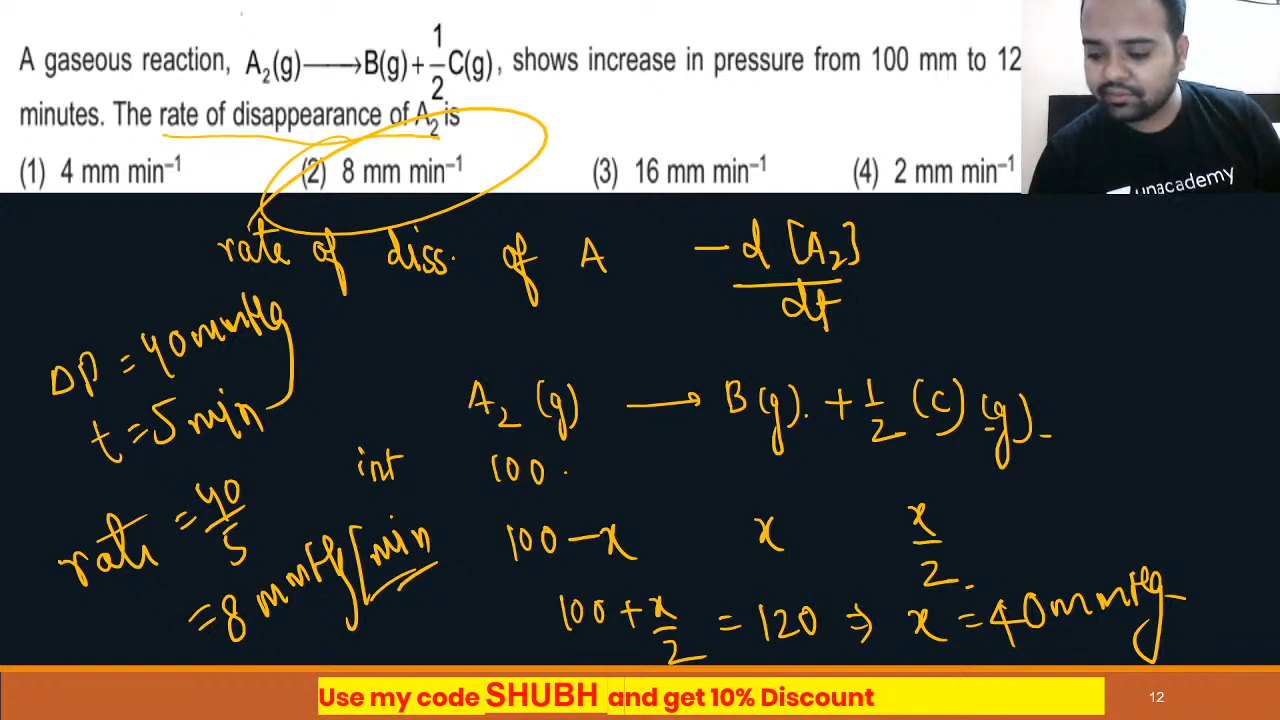 A gaseous reaction, A₂(g)⟶B(g)+1/2 C(g), shows increase in pressure from 100 mm to 12
minutes. The rate of disappearance of A₂ is
(1) 4 mm min⁻¹ (2) 8 mm min⁻¹ (3) 16 mm min⁻¹ (4) 2 mm min⁻¹
unacademy
rate of diss. of A - d[A₂]/dt
ΔP = 40mmHg
t = 5 min
A₂ (g) ⟶ B(g). + 1/2 (C) (g)
int 100
rate = 40/5
100 - x x x/2
= 8 mmHg/min
100 + x/2 = 120 ⇒ x = 40mmHg
Use my code SHUBH and get 10% Discount
12